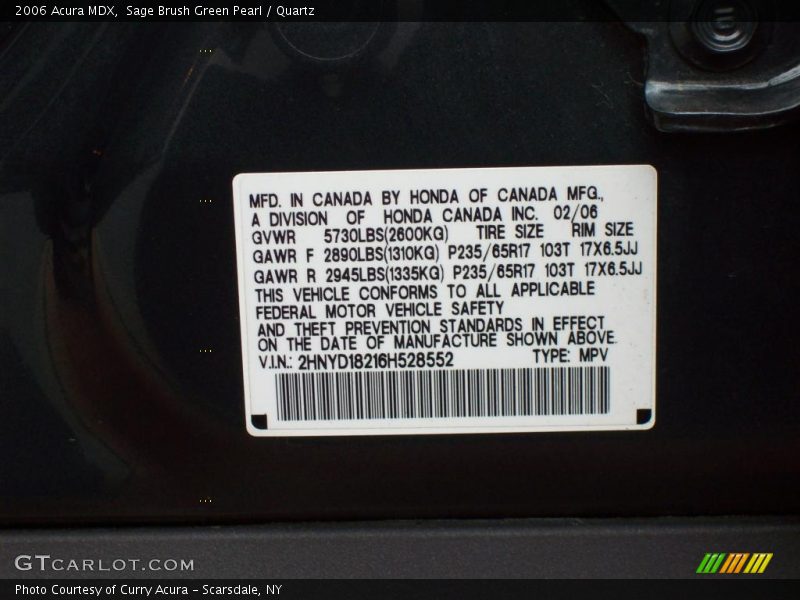 2006 Acura MDX, Sage Brush Green Pearl / Quartz
MFD. IN CANADA BY HONDA OF CANADA MFG.,
A DIVISION OF HONDA CANADA INC. 02/06
GVWR 5730LBS(2600KG) TIRE SIZE RIM SIZE
GAWR F 2890LBS(1310KG) P235/65R17 103T 17X6.5JJ
GAWR R 2945LBS(1335KG) P235/65R17 103T 17X6.5JJ
THIS VEHICLE CONFORMS TO ALL APPLICABLE
FEDERAL MOTOR VEHICLE SAFETY
AND THEFT PREVENTION STANDARDS IN EFFECT
ON THE DATE OF MANUFACTURE SHOWN ABOVE.
V.I.N.: 2HNYD18216H528552 TYPE: MPV
GTCARLOT.COM
Photo Courtesy of Curry Acura - Scarsdale, NY